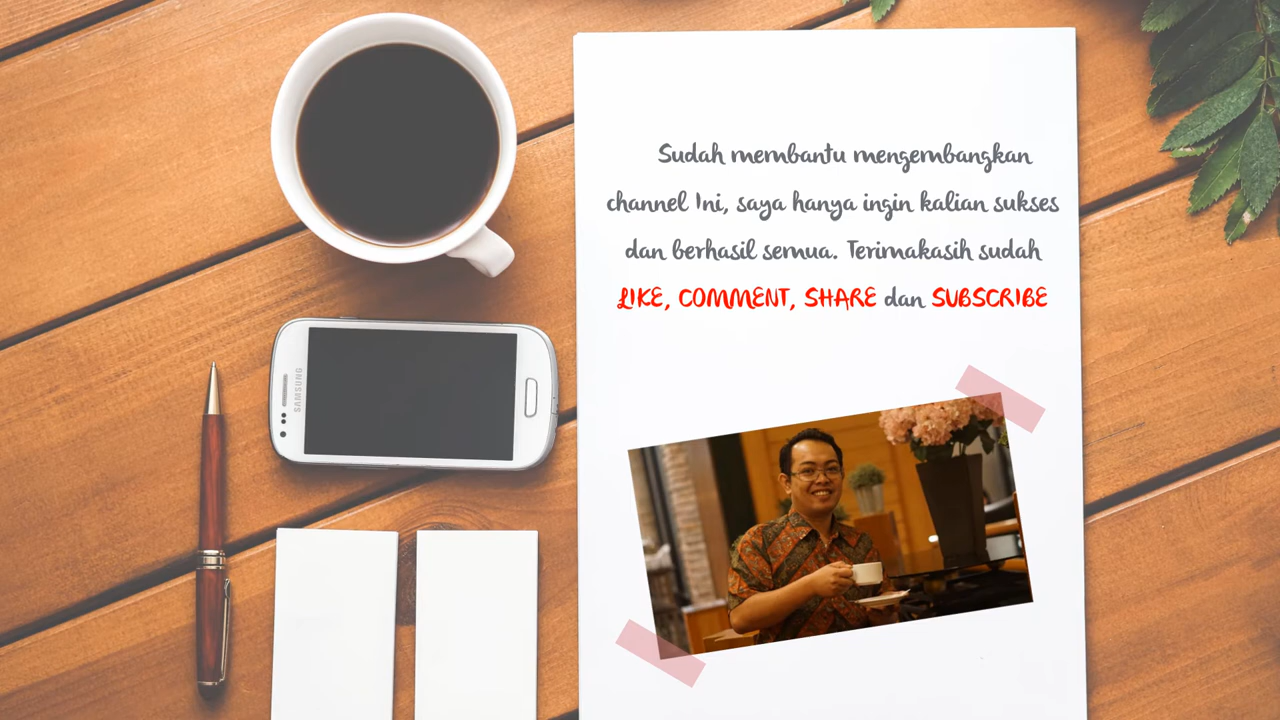 Sudah membantu mengembangkan
channel Ini, saya hanya ingin kalian sukses
dan berhasil semua. Terimakasih sudah
LIKE, COMMENT, SHARE dan SUBSCRIBE
SAMSUNG